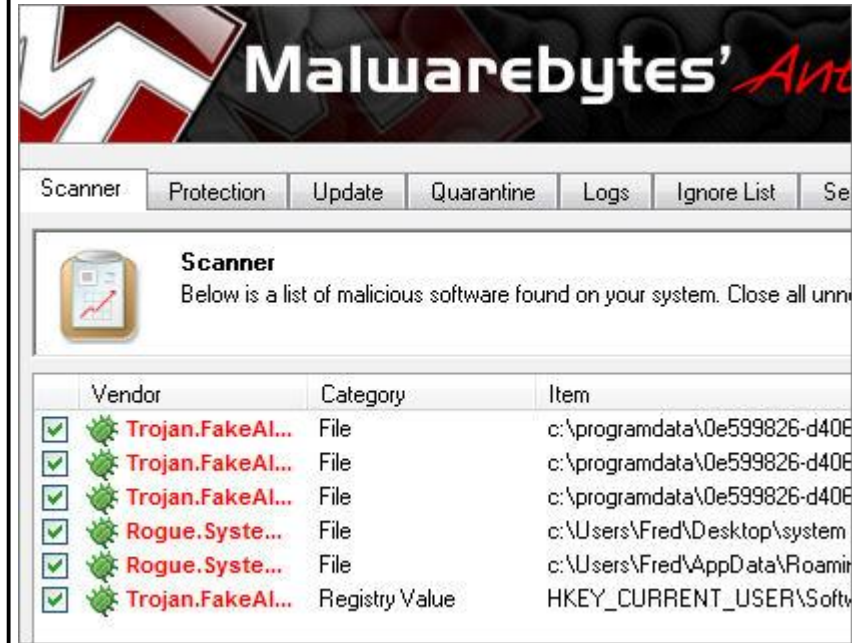 Malwarebytes' Ant
Scanner Protection Update Quarantine Logs Ignore List Se
Scanner
Below is a list of malicious software found on your system. Close all unn
Vendor Category Item
Trojan.FakeAl... File c:\programdata\0e599826-d406
Trojan.FakeAl... File c:\programdata\0e599826-d406
Trojan.FakeAl... File c:\programdata\0e599826-d406
Rogue.Syste... File c:\Users\Fred\Desktop\system
Rogue.Syste... File c:\Users\Fred\AppData\Roamin
Trojan.FakeAl... Registry Value HKEY_CURRENT_USER\Softw